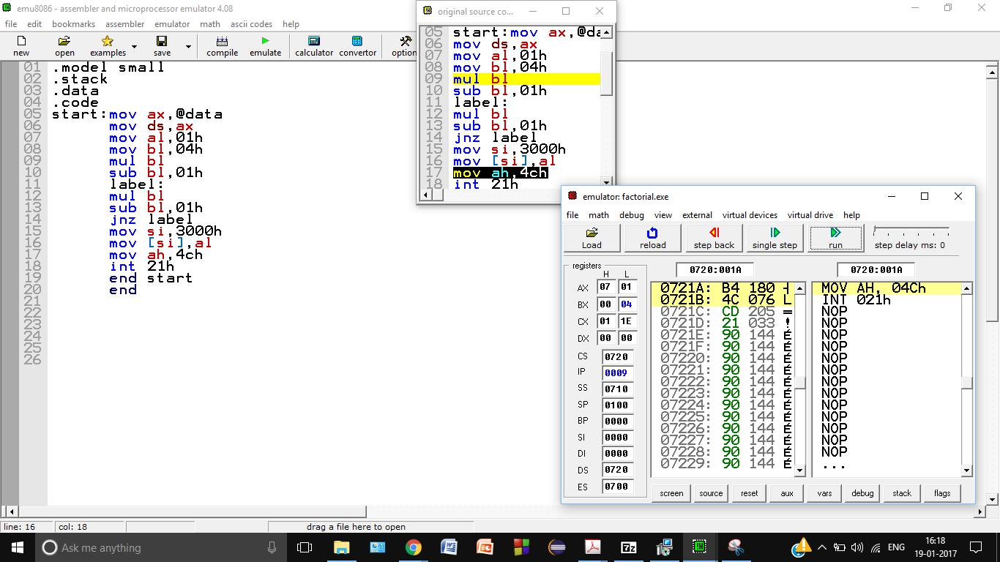 emu8086 - assembler and microprocessor emulator 4.08
file edit bookmarks assembler emulator math ascii codes help
new open examples save compile emulate calculator convertor option
01 .model small
02 .stack
03 .data
04 .code
05 start:mov ax,@data
06 mov ds,ax
07 mov al,01h
08 mov bl,04h
09 mul bl
10 sub bl,01h
11 label:
12 mul bl
13 sub bl,01h
14 jnz label
15 mov si,3000h
16 mov [si],al
17 mov ah,4ch
18 int 21h
19 end start
20 end
21
22
23
24
25
26
original source co...
05 start:mov ax,@da
06 mov ds,ax
07 mov al,01h
08 mov bl,04h
09 mul bl
10 sub bl,01h
11 label:
12 mul bl
13 sub bl,01h
14 jnz label
15 mov si,3000h
16 mov [si],al
17 mov ah,4ch
18 int 21h
emulator: factorial.exe
file math debug view external virtual devices virtual drive help
Load reload step back single step run step delay ms: 0
registers
H L
AX 07 01
BX 00 04
CX 01 1E
DX 00 00
CS 0720
IP 0009
SS 0710
SP 0100
BP 0000
SI 0000
DI 0000
DS 0720
ES 0700
0720:001A
0721A: B4 180 ┤
0721B: 4C 076 L
0721C: CD 205 =
0721D: 21 033 !
0721E: 90 144 É
0721F: 90 144 É
07220: 90 144 É
07221: 90 144 É
07222: 90 144 É
07223: 90 144 É
07224: 90 144 É
07225: 90 144 É
07226: 90 144 É
07227: 90 144 É
07228: 90 144 É
07229: 90 144 É
0720:001A
MOV AH, 04Ch
INT 021h
NOP
NOP
NOP
NOP
NOP
NOP
NOP
NOP
NOP
NOP
NOP
NOP
NOP
...
screen source reset aux vars debug stack flags
line: 16 col: 18 drag a file here to open
Ask me anything
ENG
16:18
19-01-2017